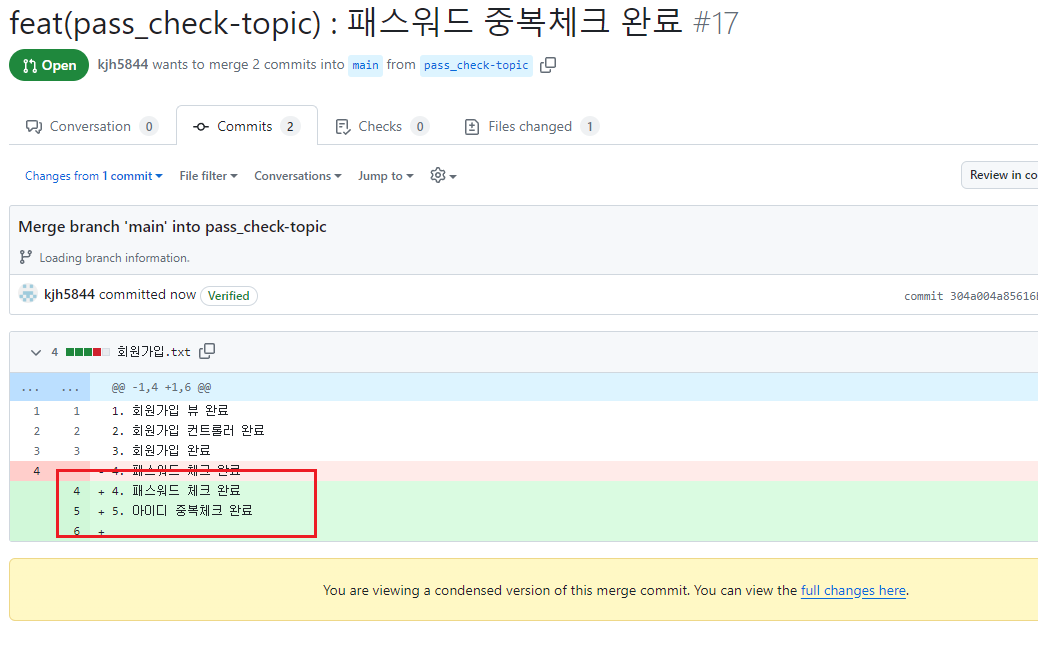 feat(pass_check-topic) : 패스워드 중복체크 완료 #17
Open kjh5844 wants to merge 2 commits into main from pass_check-topic
Conversation 0 Commits 2 Checks 0 Files changed 1
Changes from 1 commit File filter Conversations Jump to Review in co
Merge branch 'main' into pass_check-topic
Loading branch information.
kjh5844 committed now Verified commit 304a004a85616
4 회원가입.txt
... ... @@ -1,4 +1,6 @@
1 1 1. 회원가입 뷰 완료
2 2 2. 회원가입 컨트롤러 완료
3 3 3. 회원가입 완료
4 - 4. 패스워드 체크 완료
4 + 4. 패스워드 체크 완료
5 + 5. 아이디 중복체크 완료
6 +
You are viewing a condensed version of this merge commit. You can view the full changes here.